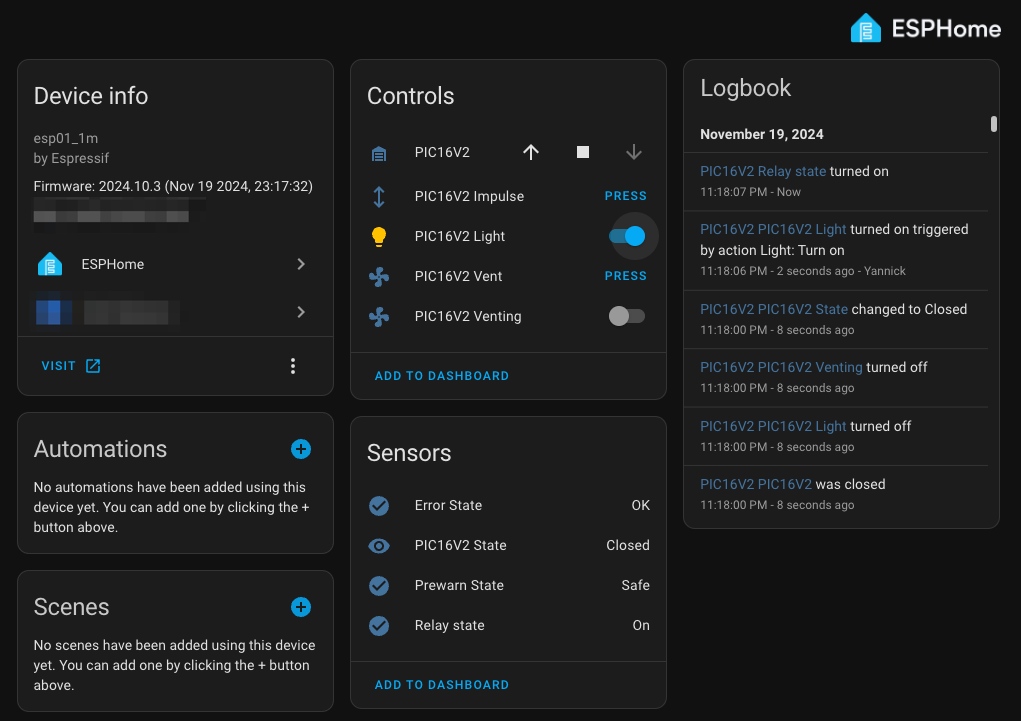 ESPHome
Device info
esp01_1m
by Espressif
Firmware: 2024.10.3 (Nov 19 2024, 23:17:32)
ESPHome
VISIT
Automations
No automations have been added using this
device yet. You can add one by clicking the +
button above.
Scenes
No scenes have been added using this device
yet. You can add one by clicking the + button
above.
Controls
PIC16V2
PIC16V2 Impulse PRESS
PIC16V2 Light
PIC16V2 Vent PRESS
PIC16V2 Venting
ADD TO DASHBOARD
Sensors
Error State OK
PIC16V2 State Closed
Prewarn State Safe
Relay state On
ADD TO DASHBOARD
Logbook
November 19, 2024
PIC16V2 Relay state turned on
11:18:07 PM - Now
PIC16V2 PIC16V2 Light turned on triggered
by action Light: Turn on
11:18:06 PM - 2 seconds ago - Yannick
PIC16V2 PIC16V2 State changed to Closed
11:18:00 PM - 8 seconds ago
PIC16V2 PIC16V2 Venting turned off
11:18:00 PM - 8 seconds ago
PIC16V2 PIC16V2 Light turned off
11:18:00 PM - 8 seconds ago
PIC16V2 PIC16V2 was closed
11:18:00 PM - 8 seconds ago